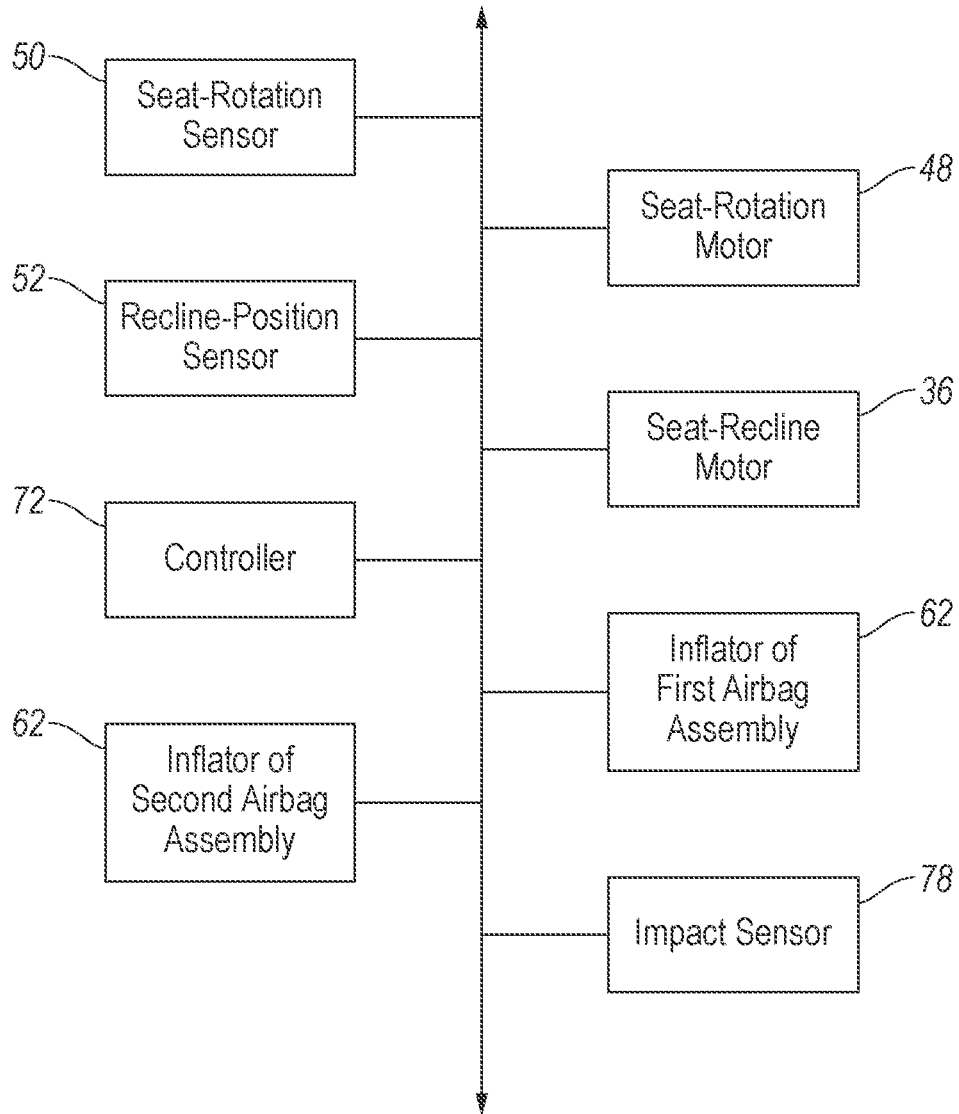 50
Seat-Rotation
Sensor
48
Seat-Rotation
Motor
52
Recline-Position
Sensor
36
Seat-Recline
Motor
72
Controller
62
Inflator of
First Airbag
Assembly
62
Inflator of
Second Airbag
Assembly
78
Impact Sensor